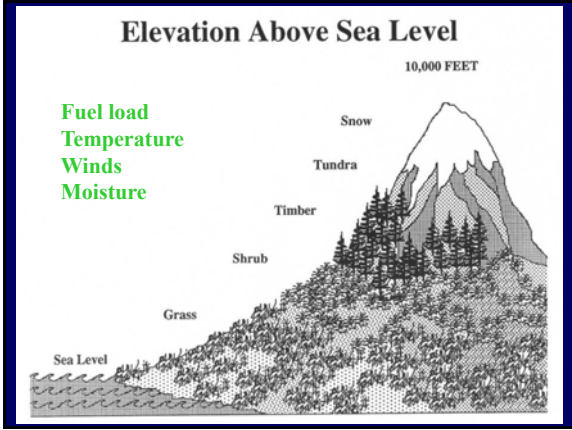 Elevation Above Sea Level
10,000 FEET
Fuel load
Temperature
Winds
Moisture
Snow
Tundra
Timber
Shrub
Grass
Sea Level